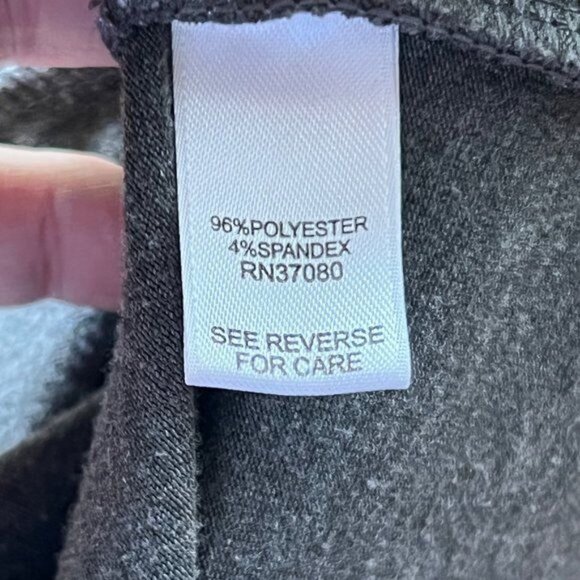 96%POLYESTER
4%SPANDEX
RN37080
SEE REVERSE
FOR CARE